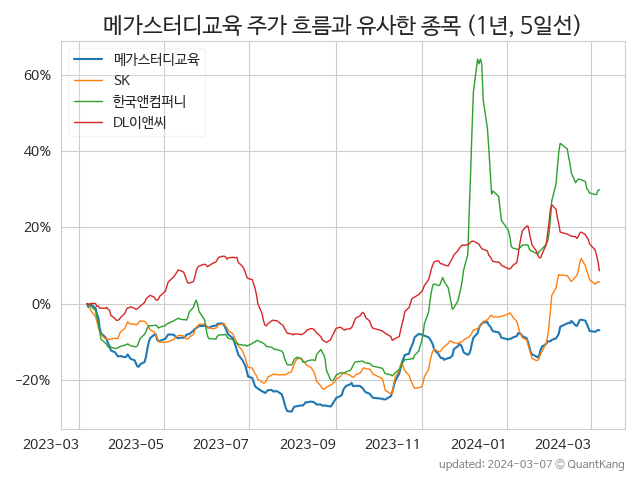 메가스터디교육 주가 흐름과 유사한 종목 (1년, 5일선)
메가스터디교육
SK
한국앤컴퍼니
DL이앤씨
60%
40%
20%
0%
−20%
2023-03 2023-05 2023-07 2023-09 2023-11 2024-01 2024-03
updated: 2024-03-07 © QuantKang